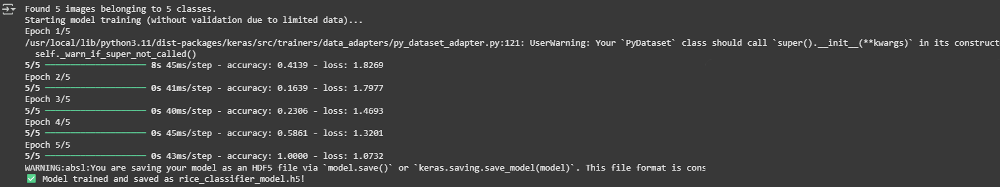 Found 5 images belonging to 5 classes.
Starting model training (without validation due to limited data)...
Epoch 1/5
/usr/local/lib/python3.11/dist-packages/keras/src/trainers/data_adapters/py_dataset_adapter.py:121: UserWarning: Your `PyDataset` class should call `super().__init__(**kwargs)` in its constructo
self._warn_if_super_not_called()
5/5 ━━━━━━━━━━━━━━━━━━━━ 8s 45ms/step - accuracy: 0.4139 - loss: 1.8269
Epoch 2/5
5/5 ━━━━━━━━━━━━━━━━━━━━ 0s 41ms/step - accuracy: 0.1639 - loss: 1.7977
Epoch 3/5
5/5 ━━━━━━━━━━━━━━━━━━━━ 0s 40ms/step - accuracy: 0.2306 - loss: 1.4693
Epoch 4/5
5/5 ━━━━━━━━━━━━━━━━━━━━ 0s 45ms/step - accuracy: 0.5861 - loss: 1.3201
Epoch 5/5
5/5 ━━━━━━━━━━━━━━━━━━━━ 0s 43ms/step - accuracy: 1.0000 - loss: 1.0732
WARNING:absl:You are saving your model as an HDF5 file via `model.save()` or `keras.saving.save_model(model)`. This file format is cons
✅ Model trained and saved as rice_classifier_model.h5!